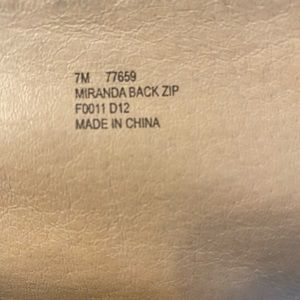 7M 77659
MIRANDA BACK ZIP
F0011 D12
MADE IN CHINA